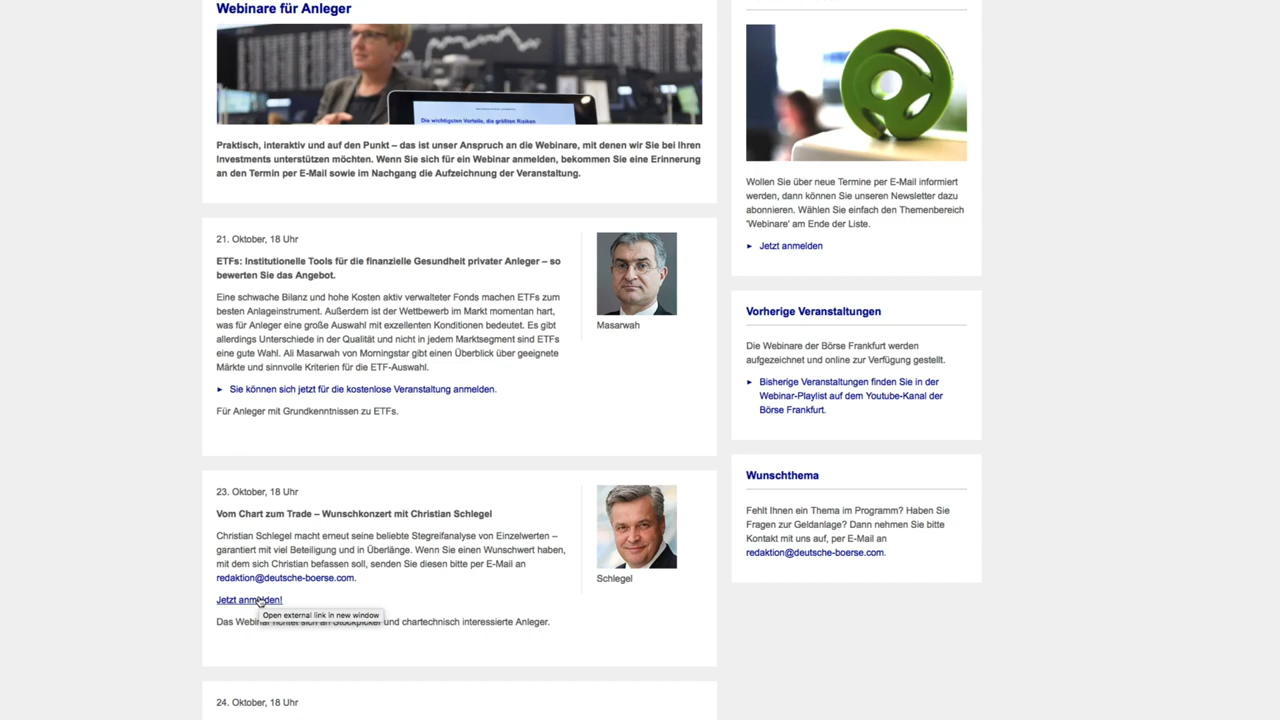 Webinare für Anleger
Die wichtigsten Vorteile, die größten Risiken
Praktisch, interaktiv und auf den Punkt – das ist unser Anspruch an die Webinare, mit denen wir Sie bei Ihren
Investments unterstützen möchten. Wenn Sie sich für ein Webinar anmelden, bekommen Sie eine Erinnerung
an den Termin per E-Mail sowie im Nachgang die Aufzeichnung der Veranstaltung.
21. Oktober, 18 Uhr
ETFs: Institutionelle Tools für die finanzielle Gesundheit privater Anleger – so
bewerten Sie das Angebot.
Eine schwache Bilanz und hohe Kosten aktiv verwalteter Fonds machen ETFs zum
besten Anlageinstrument. Außerdem ist der Wettbewerb im Markt momentan hart,
was für Anleger eine große Auswahl mit exzellenten Konditionen bedeutet. Es gibt
allerdings Unterschiede in der Qualität und nicht in jedem Marktsegment sind ETFs
eine gute Wahl. Ali Masarwah von Morningstar gibt einen Überblick über geeignete
Märkte und sinnvolle Kriterien für die ETF-Auswahl.
► Sie können sich jetzt für die kostenlose Veranstaltung anmelden.
Für Anleger mit Grundkenntnissen zu ETFs.
Masarwah
23. Oktober, 18 Uhr
Vom Chart zum Trade – Wunschkonzert mit Christian Schlegel
Christian Schlegel macht erneut seine beliebte Stegreifanalyse von Einzelwerten –
garantiert mit viel Beteiligung und in Überlänge. Wenn Sie einen Wunschwert haben,
mit dem sich Christian befassen soll, senden Sie diesen bitte per E-Mail an
redaktion@deutsche-boerse.com.
Jetzt anmelden!
Open external link in new window
Das Webinar richtet sich an Stockpicker und chartechnisch interessierte Anleger.
Schlegel
24. Oktober, 18 Uhr
Wollen Sie über neue Termine per E-Mail informiert
werden, dann können Sie unseren Newsletter dazu
abonnieren. Wählen Sie einfach den Themenbereich
'Webinare' am Ende der Liste.
► Jetzt anmelden
Vorherige Veranstaltungen
Die Webinare der Börse Frankfurt werden
aufgezeichnet und online zur Verfügung gestellt.
► Bisherige Veranstaltungen finden Sie in der
Webinar-Playlist auf dem Youtube-Kanal der
Börse Frankfurt.
Wunschthema
Fehlt Ihnen ein Thema im Programm? Haben Sie
Fragen zur Geldanlage? Dann nehmen Sie bitte
Kontakt mit uns auf, per E-Mail an
redaktion@deutsche-boerse.com.